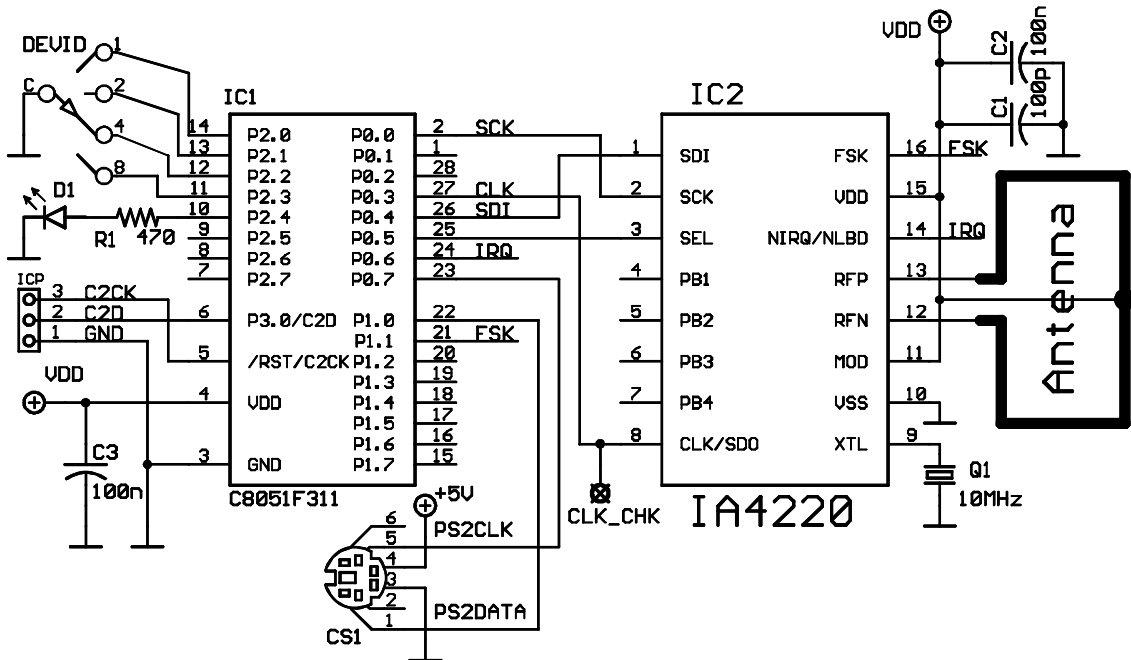 DEVID
1
C
2
4
8
D1
R1
470
ICP
3 C2CK
2 C2D
1 GND
VDD
C3
100n
IC1
14 P2.0 P0.0 2 SCK
13 P2.1 P0.1 1
12 P2.2 P0.2 28
11 P2.3 P0.3 27 CLK
10 P2.4 P0.4 26 SDI
9 P2.5 P0.5 25
8 P2.6 P0.6 24 IRQ
7 P2.7 P0.7 23
6 P3.0/C2D P1.0 22
P1.1 21 FSK
5 /RST/C2CK P1.2 20
P1.3 19
4 VDD P1.4 18
P1.5 17
P1.6 16
3 GND P1.7 15
C8051F311
+5V
6
5 PS2CLK
4
3
2 PS2DATA
1
CS1
IC2
1 SDI FSK 16 FSK
2 SCK VDD 15
3 SEL NIRQ/NLBD 14 IRQ
4 PB1 RFP 13
5 PB2 RFN 12
6 PB3 MOD 11
7 PB4 VSS 10
8 CLK/SDO XTL 9
CLK_CHK
IA4220
VDD
C2
100n
C1
100p
Antenna
Q1
10MHz